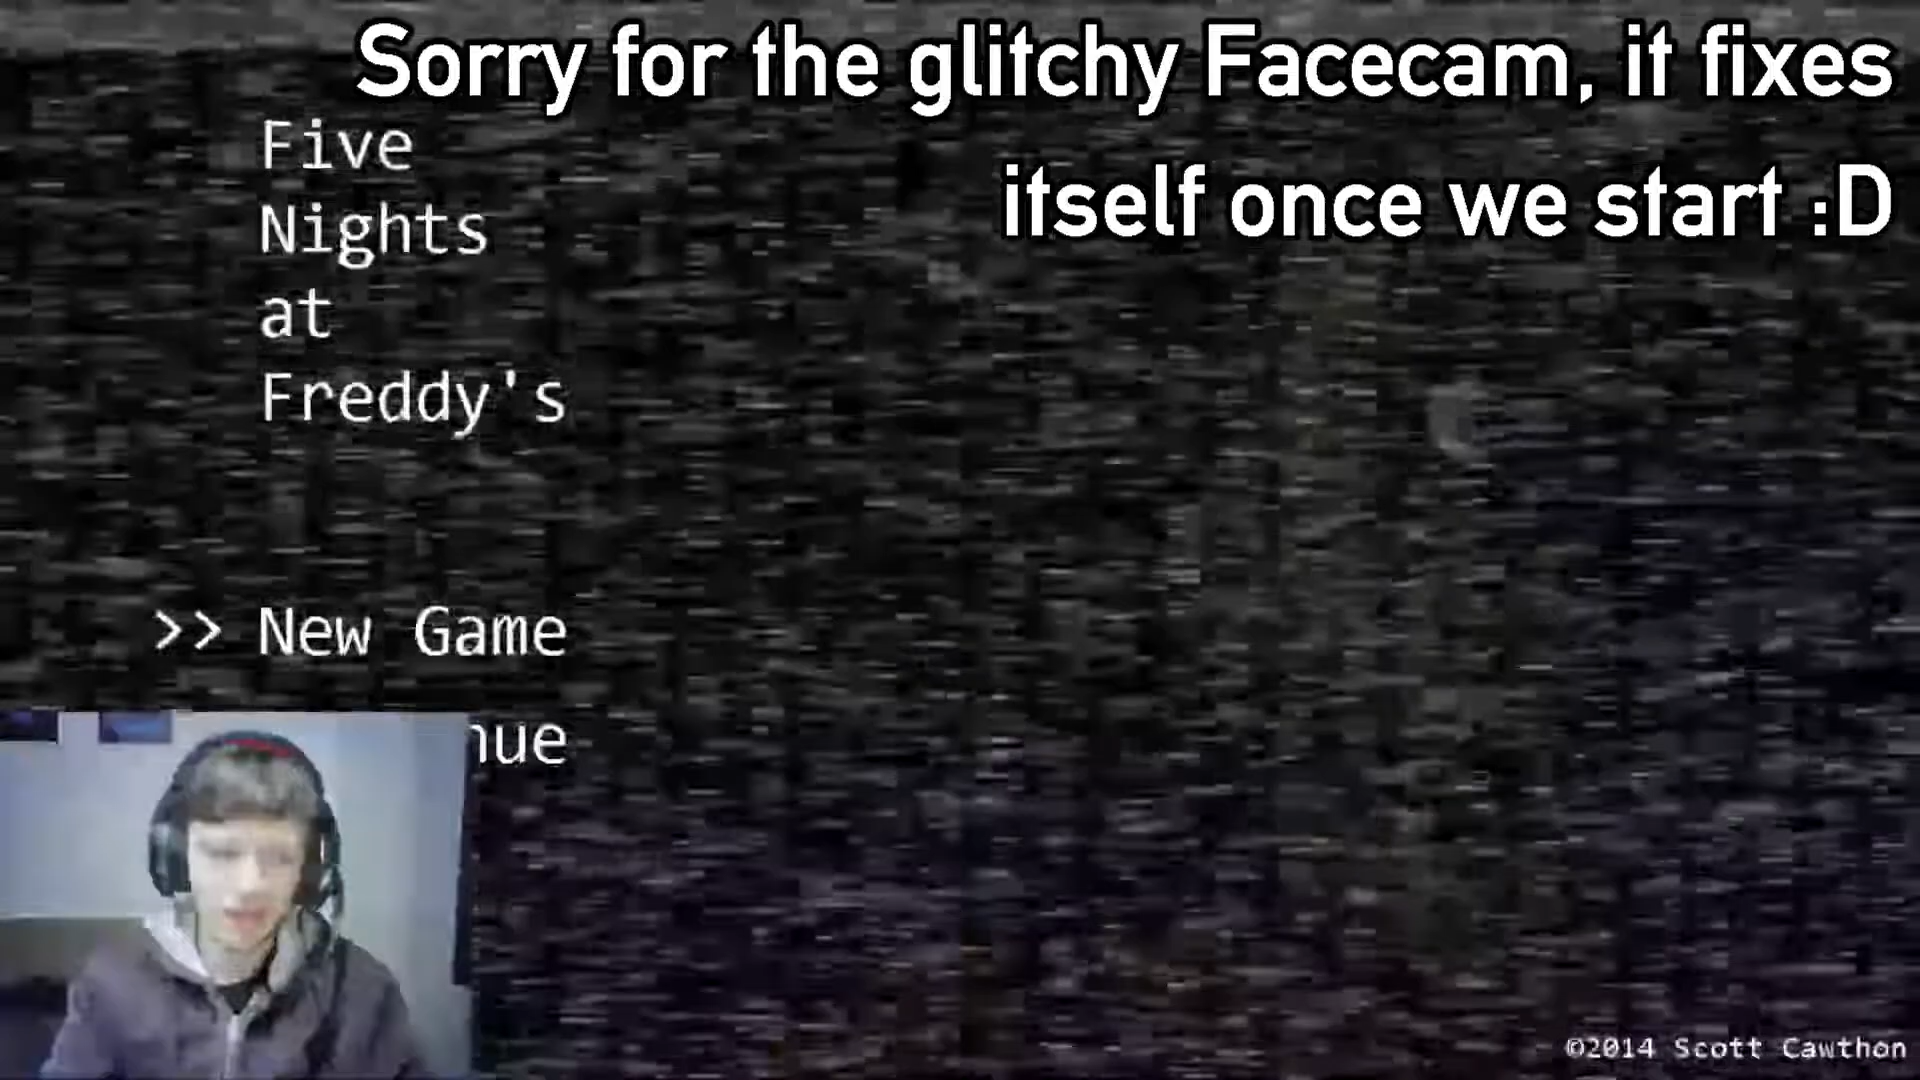 Sorry for the glitchy Facecam, it fixes
itself once we start :D
Five
Nights
at
Freddy's
>> New Game
nue
©2014 Scott Cawthon